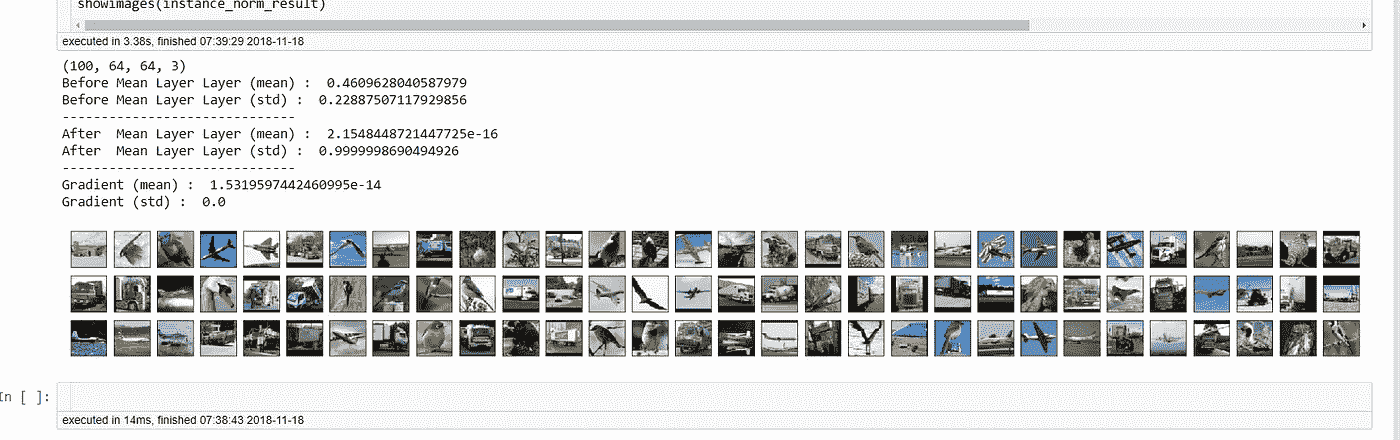 showimages(instance_norm_result)
executed in 3.38s, finished 07:39:29 2018-11-18
(100, 64, 64, 3)
Before Mean Layer Layer (mean) :  0.4609628040587979
Before Mean Layer Layer (std) :  0.22887507117929856
------------------------------
After  Mean Layer Layer (mean) :  2.1548448721447725e-16
After  Mean Layer Layer (std) :  0.9999998690494926
------------------------------
Gradient (mean) :  1.5319597442460995e-14
Gradient (std) :  0.0
In [ ]:
executed in 14ms, finished 07:38:43 2018-11-18